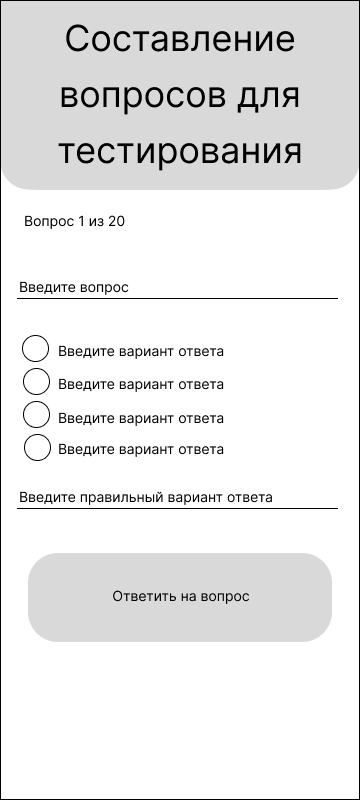 Составление
вопросов для
тестирования
Вопрос 1 из 20
Введите вопрос
Введите вариант ответа
Введите вариант ответа
Введите вариант ответа
Введите вариант ответа
Введите правильный вариант ответа
Ответить на вопрос